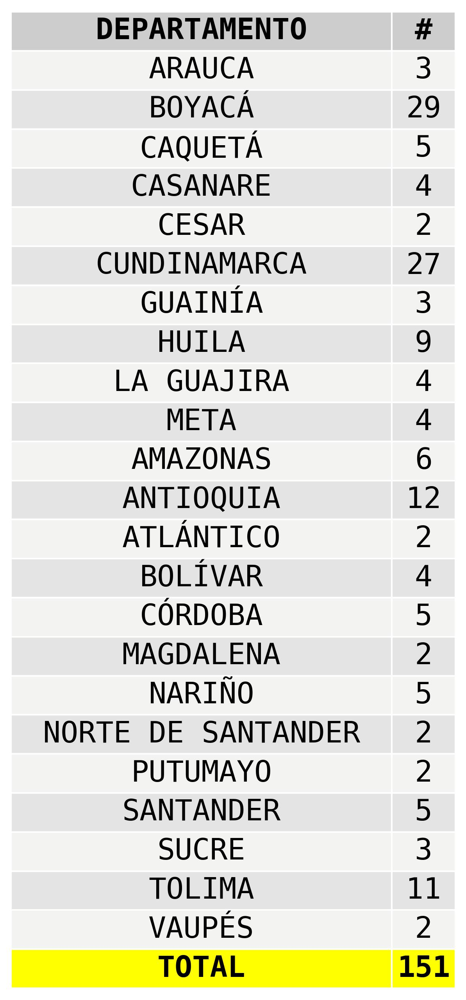 DEPARTAMENTO #
ARAUCA 3
BOYACÁ 29
CAQUETÁ 5
CASANARE 4
CESAR 2
CUNDINAMARCA 27
GUAINÍA 3
HUILA 9
LA GUAJIRA 4
META 4
AMAZONAS 6
ANTIOQUIA 12
ATLÁNTICO 2
BOLÍVAR 4
CÓRDOBA 5
MAGDALENA 2
NARIÑO 5
NORTE DE SANTANDER 2
PUTUMAYO 2
SANTANDER 5
SUCRE 3
TOLIMA 11
VAUPÉS 2
TOTAL 151